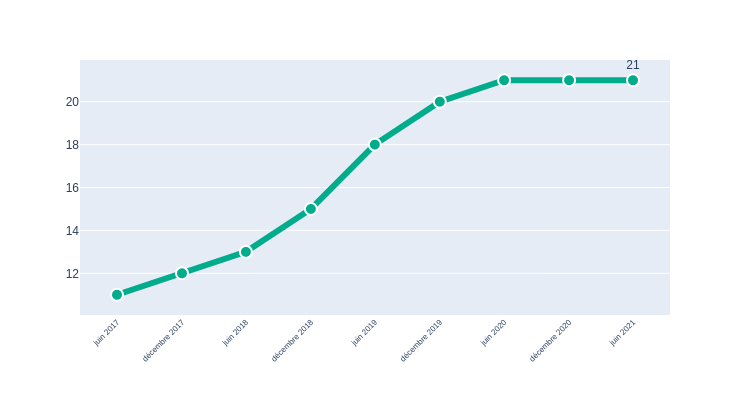 21
20
18
16
14
12
juin 2017
décembre 2017
juin 2018
décembre 2018
juin 2019
décembre 2019
juin 2020
décembre 2020
juin 2021